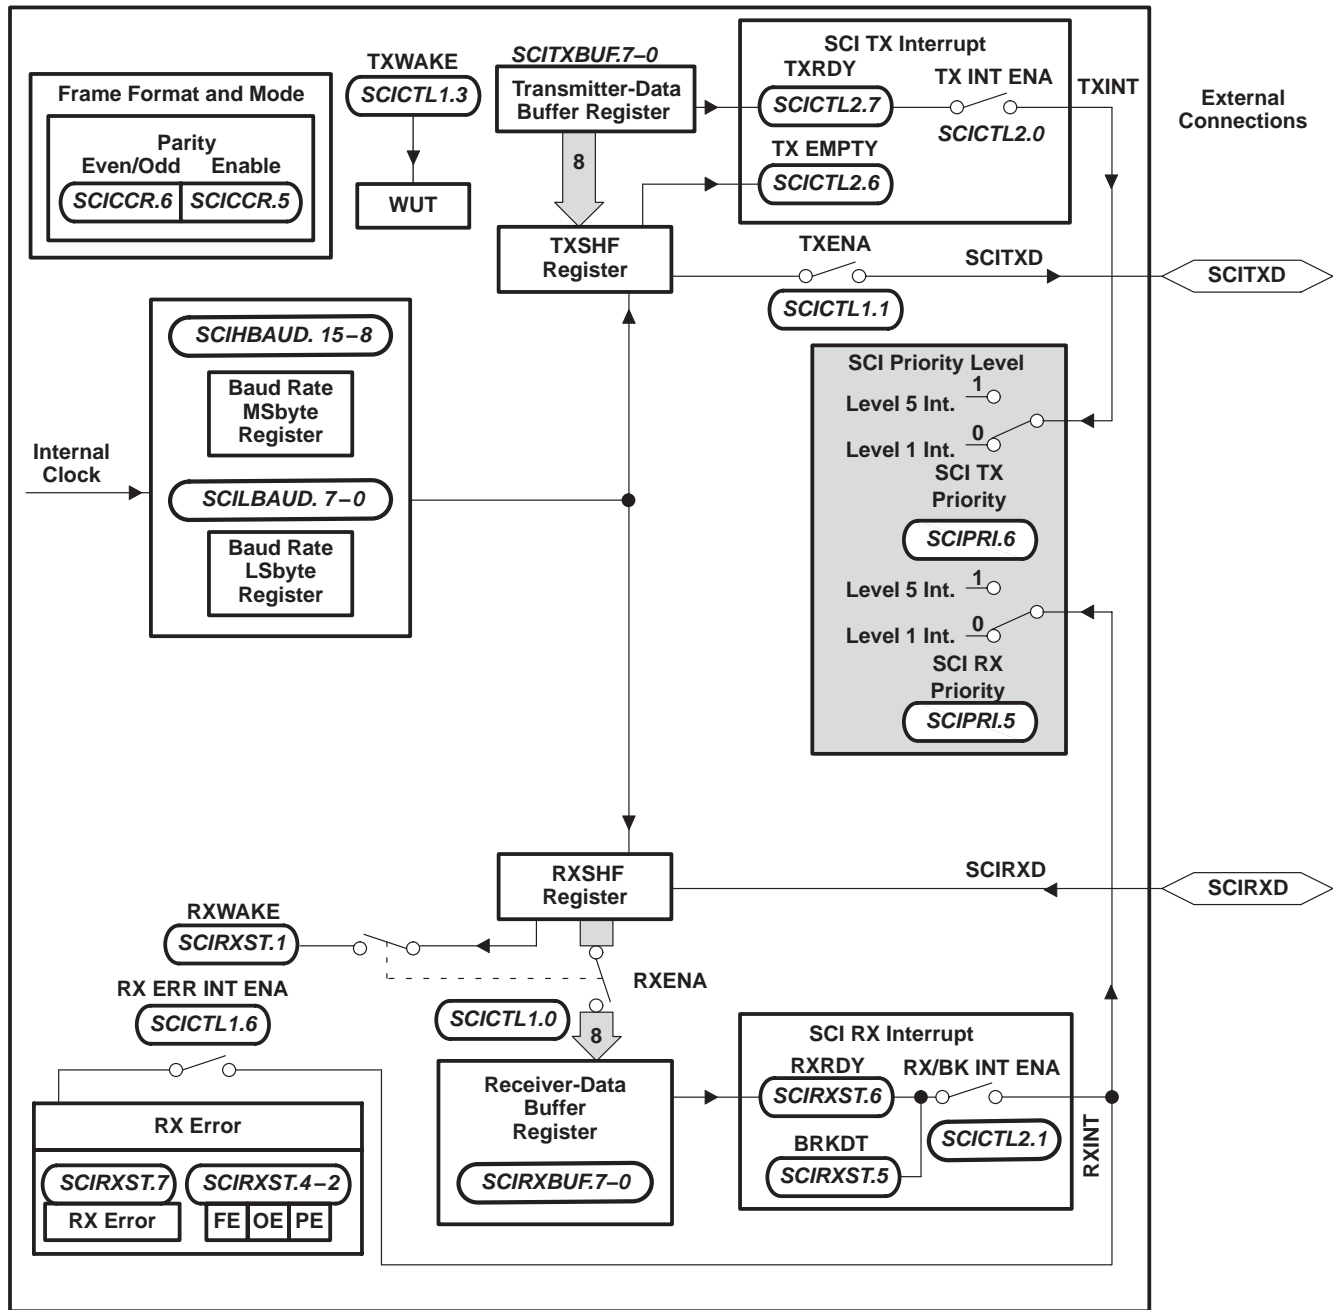 SCI TX Interrupt
TXWAKE
SCITXBUF.7–0
Frame Format and Mode
SCICTL1.3
Transmitter-Data
Buffer Register
TXRDY
TX INT ENA
TXINT
SCICTL2.7
SCICTL2.0
External
Connections
Parity
Even/Odd Enable
SCICCR.6 SCICCR.5
WUT
8
TX EMPTY
SCICTL2.6
TXSHF
Register
TXENA
SCITXD
SCITXD
SCICTL1.1
SCIHBAUD. 15–8
Baud Rate
MSbyte
Register
Internal
Clock
SCILBAUD. 7–0
Baud Rate
LSbyte
Register
SCI Priority Level
Level 5 Int. 1
Level 1 Int. 0
SCI TX
Priority
SCIPRI.6
Level 5 Int. 1
Level 1 Int. 0
SCI RX
Priority
SCIPRI.5
RXSHF
Register
SCIRXD
SCIRXD
RXWAKE
SCIRXST.1
RXENA
RX ERR INT ENA
SCICTL1.6
SCICTL1.0
8
SCI RX Interrupt
Receiver-Data
Buffer
Register
SCIRXBUF.7–0
RXRDY
RX/BK INT ENA
SCIRXST.6
SCICTL2.1
BRKDT
SCIRXST.5
RXINT
RX Error
SCIRXST.7 SCIRXST.4–2
RX Error FE OE PE